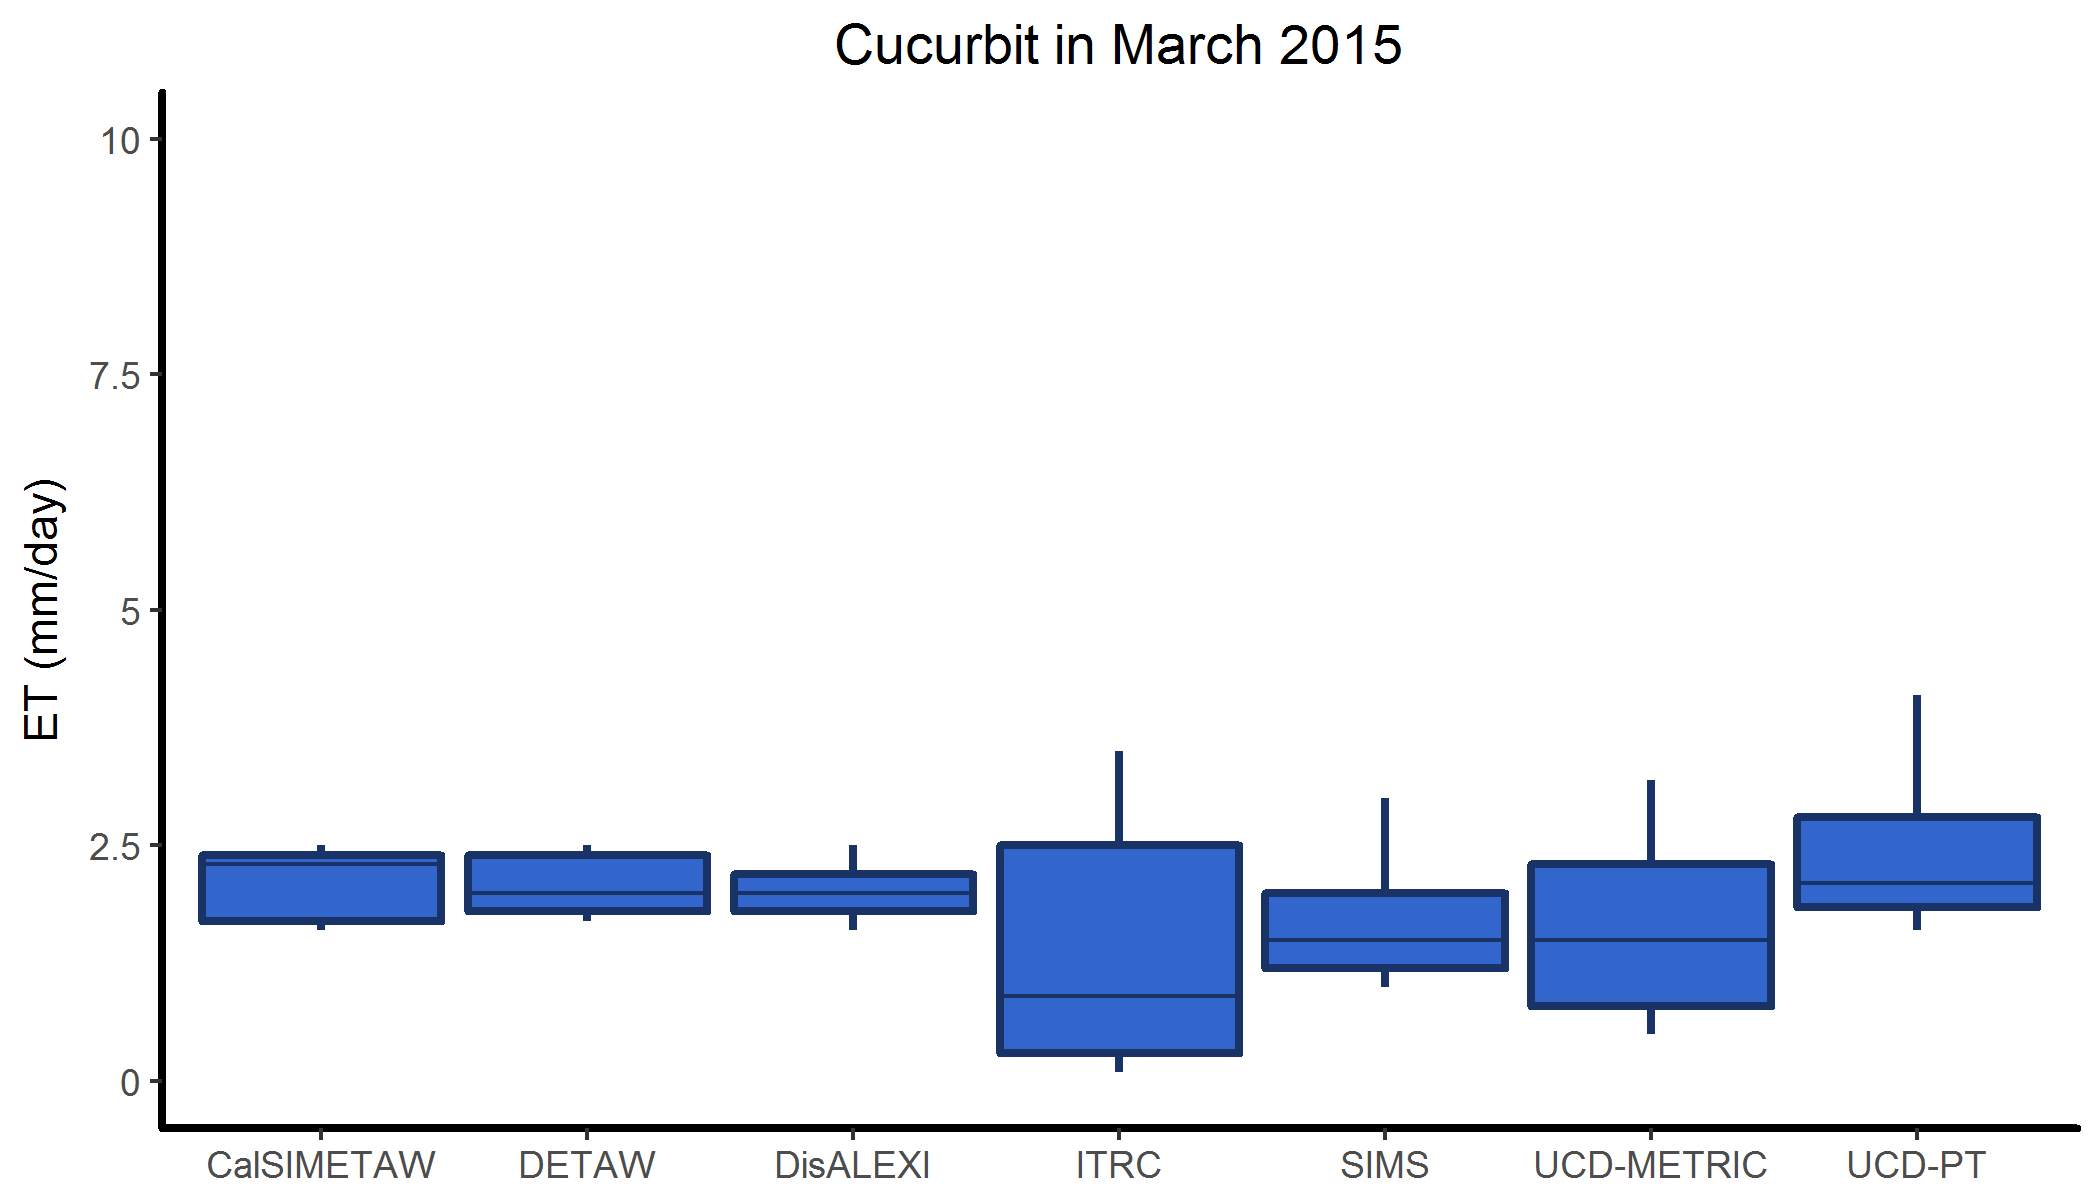 Cucurbit in March 2015
ET (mm/day)
10
7.5
5
2.5
0
CalSIMETAW DETAW DisALEXI ITRC SIMS UCD-METRIC UCD-PT